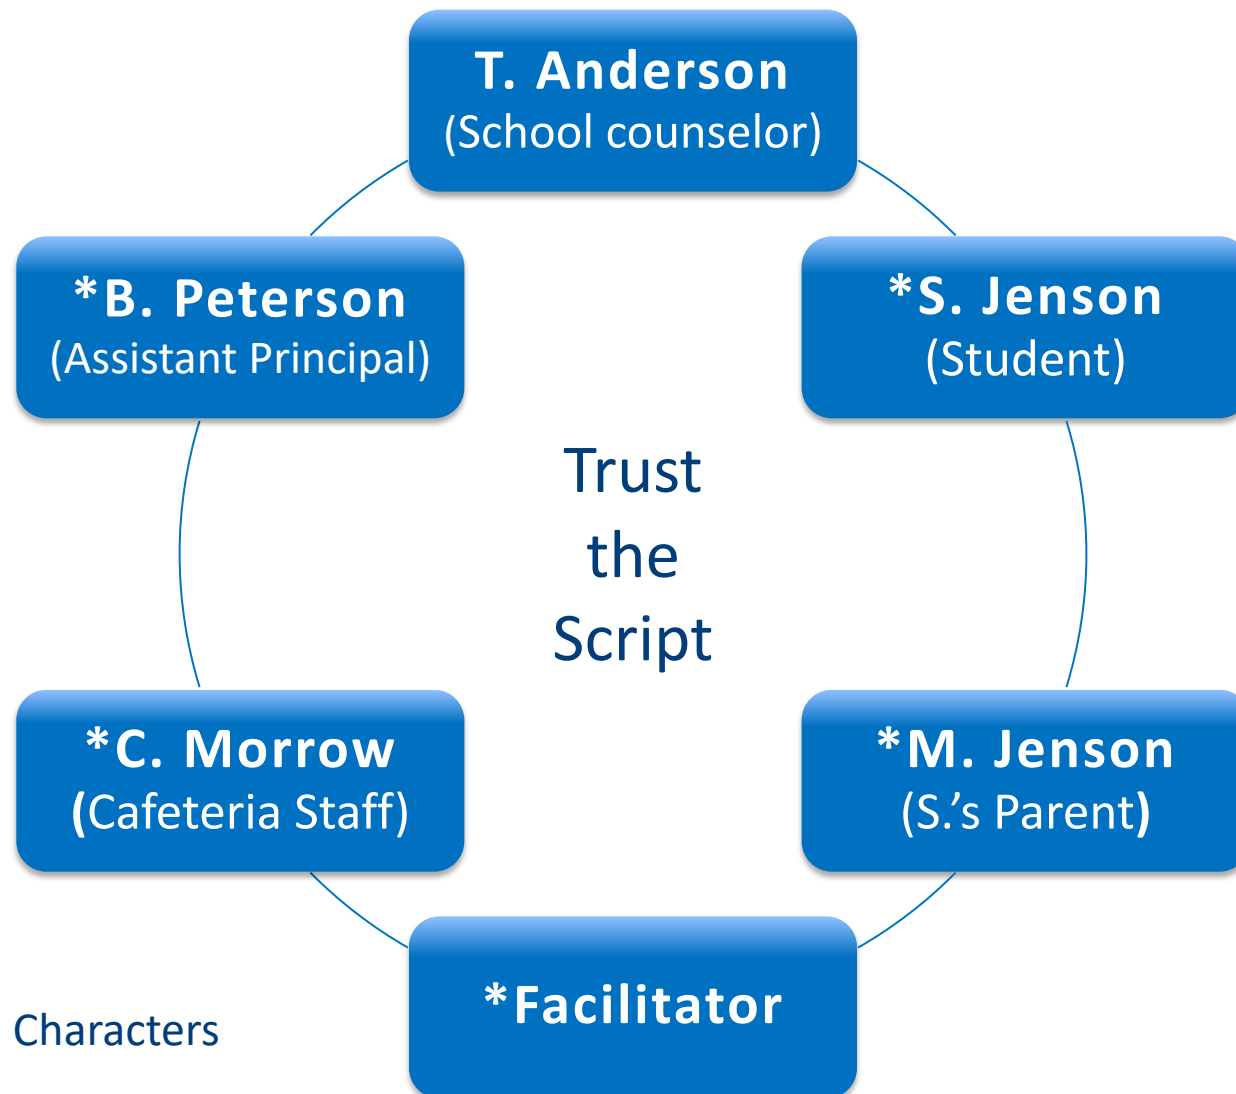 T. Anderson
(School counselor)
*B. Peterson
(Assistant Principal)
*S. Jenson
(Student)
Trust
the
Script
*C. Morrow
(Cafeteria Staff)
*M. Jenson
(S.'s Parent)
*Facilitator
Characters